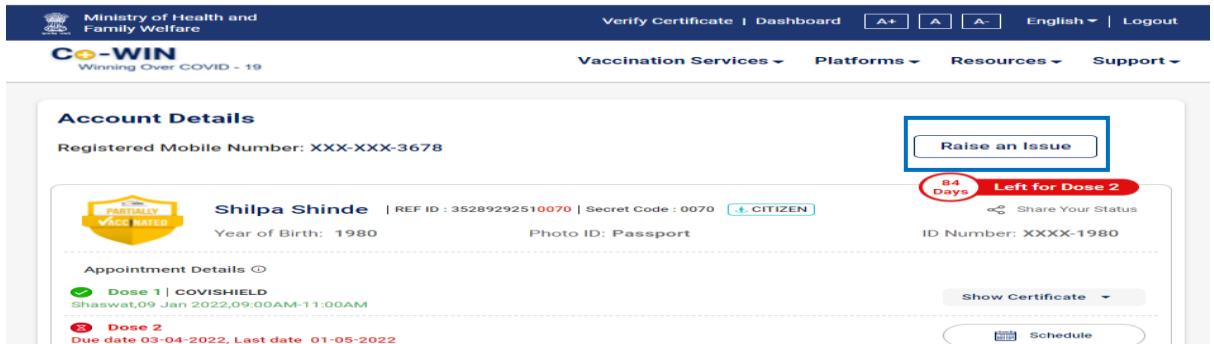 Ministry of Health and
Family Welfare
Verify Certificate | Dashboard A+ A A- English | Logout
Co-WIN
Winning Over COVID - 19
Vaccination Services Platforms Resources Support
Account Details
Registered Mobile Number: XXX-XXX-3678
Raise an Issue
84 Days Left for Dose 2
PARTIALLY
VACCINATED
Shilpa Shinde | REF ID : 35289292510070 | Secret Code : 0070 CITIZEN
Share Your Status
Year of Birth: 1980 Photo ID: Passport ID Number: XXXX-1980
Appointment Details
Dose 1 | COVISHIELD
Shaswat,09 Jan 2022,09:00AM-11:00AM
Show Certificate
Dose 2
Due date 03-04-2022, Last date 01-05-2022
Schedule